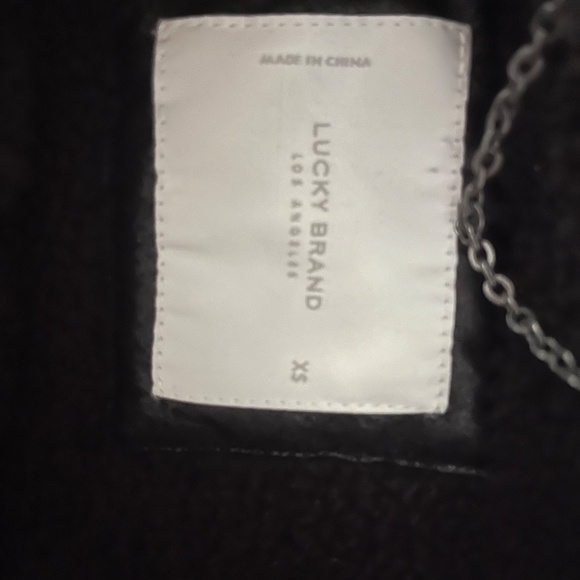 MADE IN CHINA
LUCKY BRAND
LOS ANGELES
XS